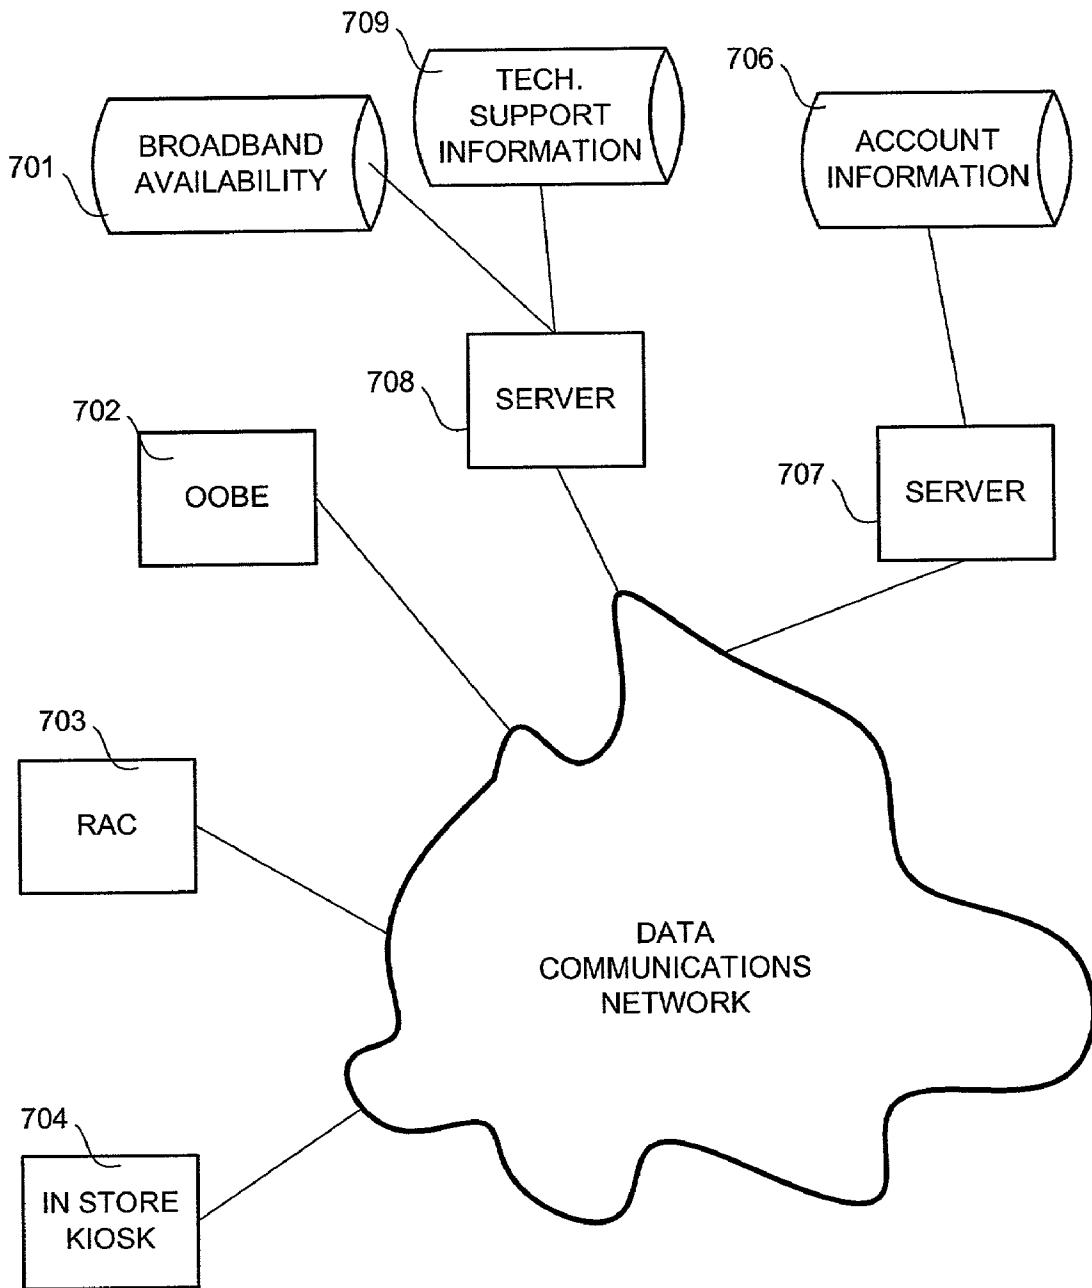 709
TECH.
SUPPORT
INFORMATION
706
ACCOUNT
INFORMATION
701
BROADBAND
AVAILABILITY
708
SERVER
702
OOBE
707
SERVER
703
RAC
DATA
COMMUNICATIONS
NETWORK
704
IN STORE
KIOSK